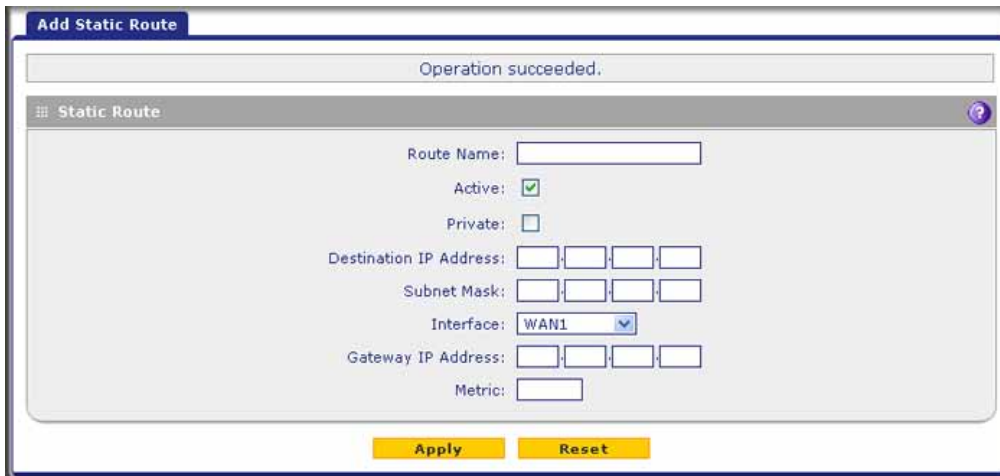 Add Static Route
Operation succeeded.
Static Route
?
Route Name:
Active:
Private:
Destination IP Address:
Subnet Mask:
Interface: WAN1
Gateway IP Address:
Metric:
Apply Reset